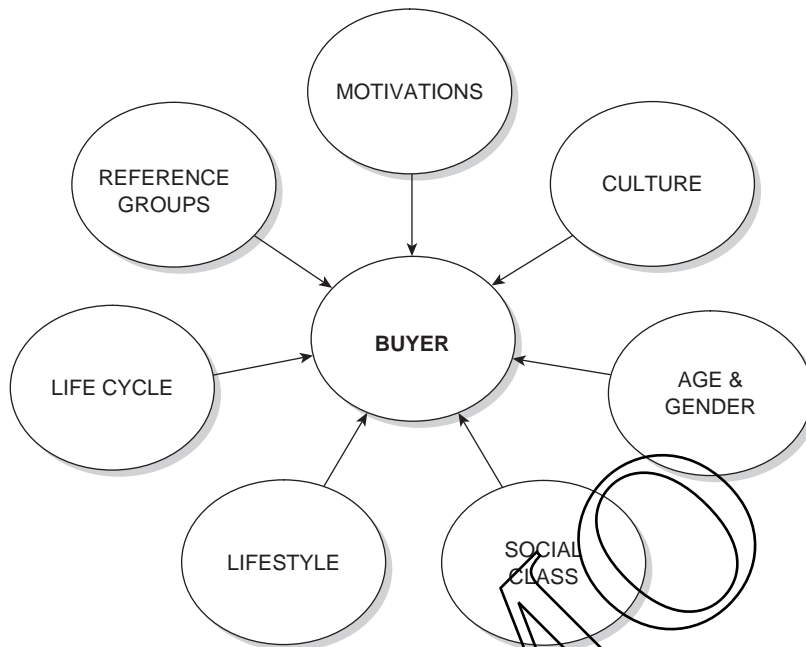 MOTIVATIONS
REFERENCE
GROUPS
CULTURE
BUYER
LIFE CYCLE
AGE &
GENDER
LIFESTYLE
SOCIAL
CLASS